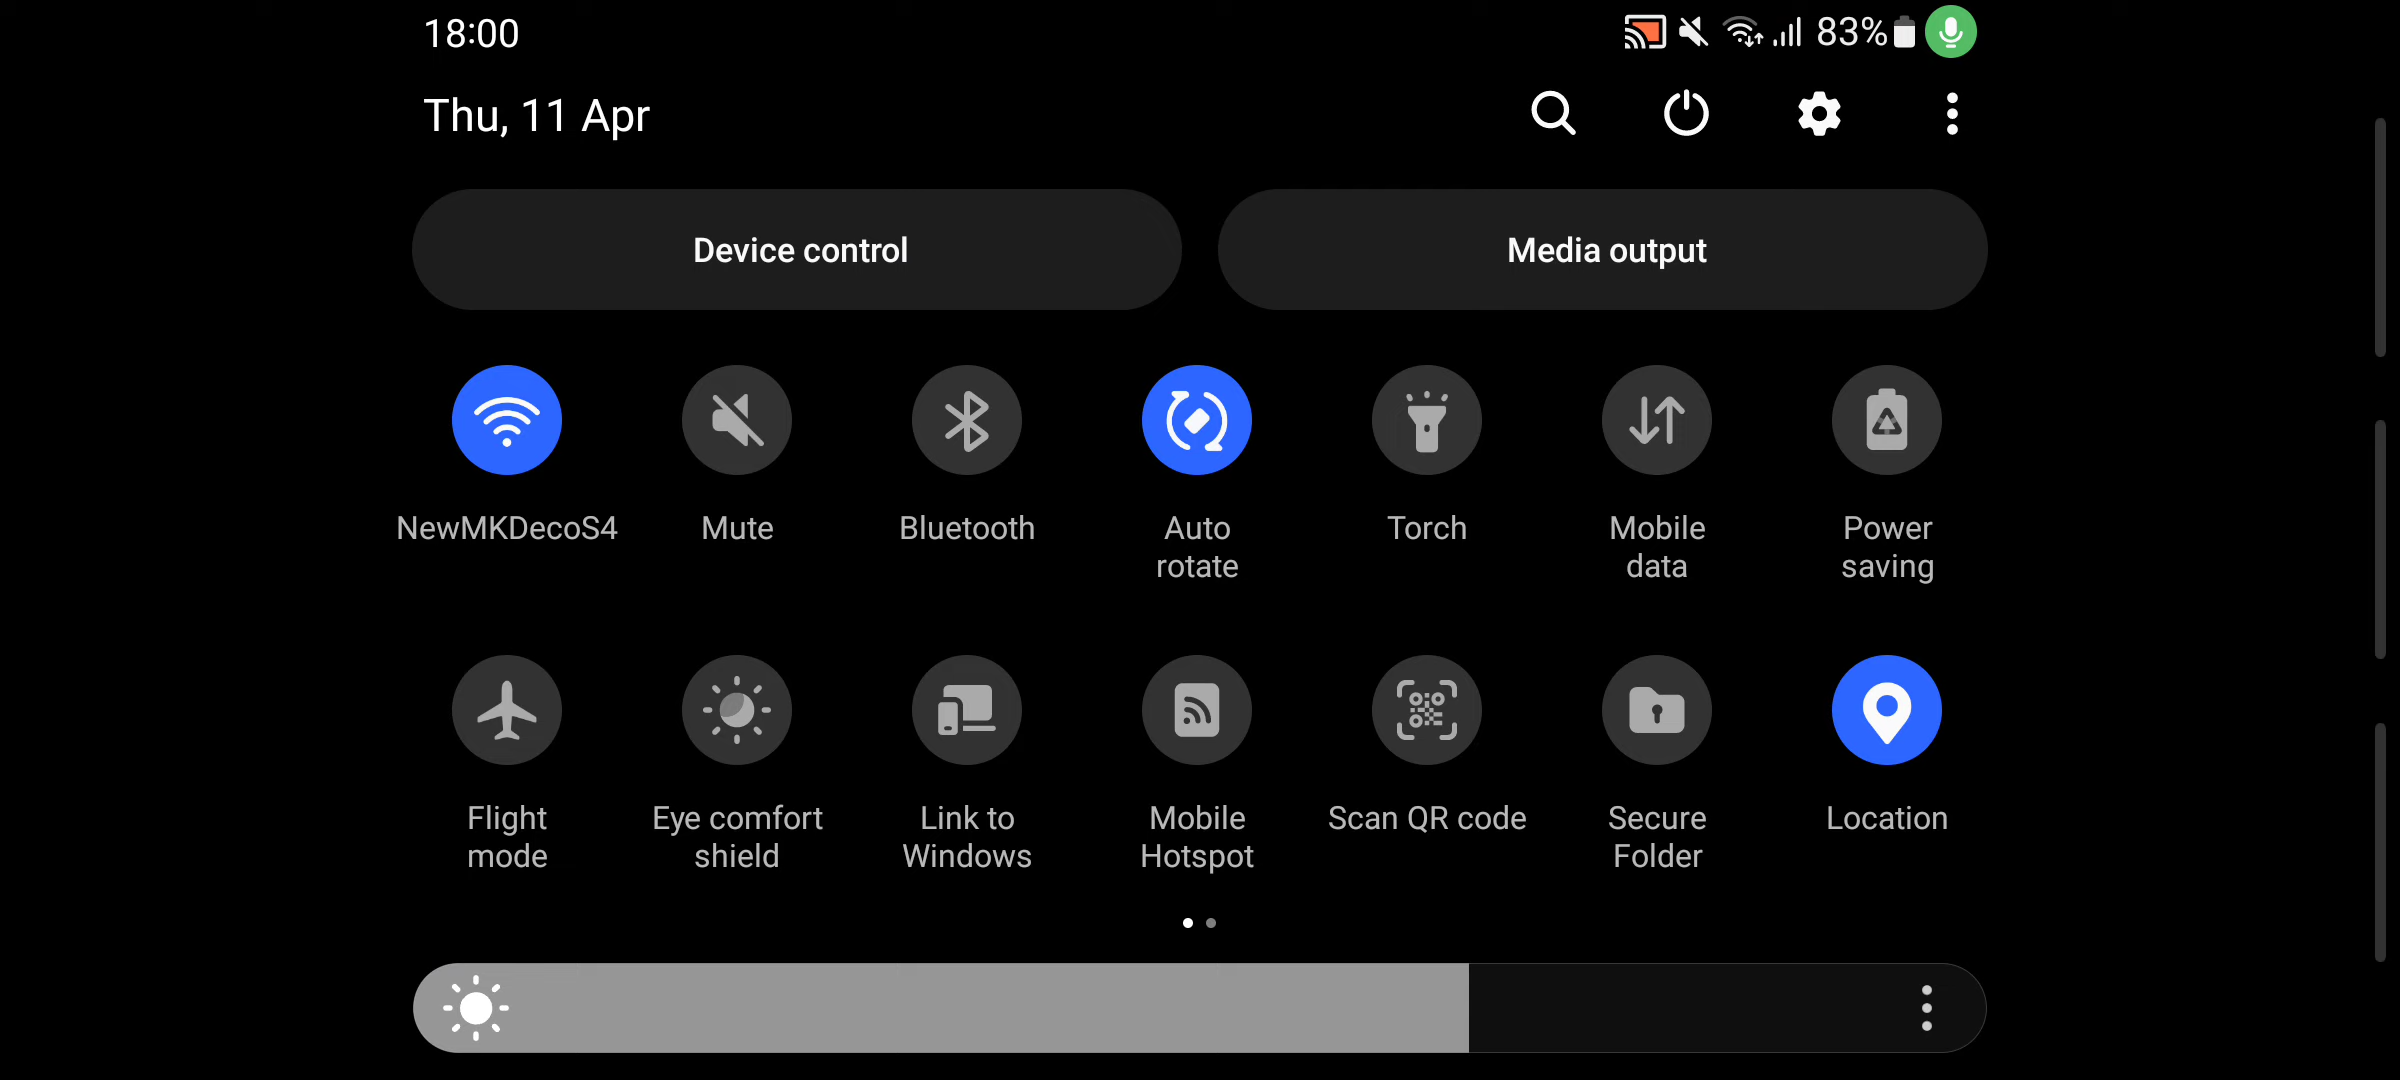 18:00
83%
Thu, 11 Apr
Device control
Media output
NewMKDecoS4
Mute
Bluetooth
Auto
rotate
Torch
Mobile
data
Power
saving
Flight
mode
Eye comfort
shield
Link to
Windows
Mobile
Hotspot
Scan QR code
Secure
Folder
Location